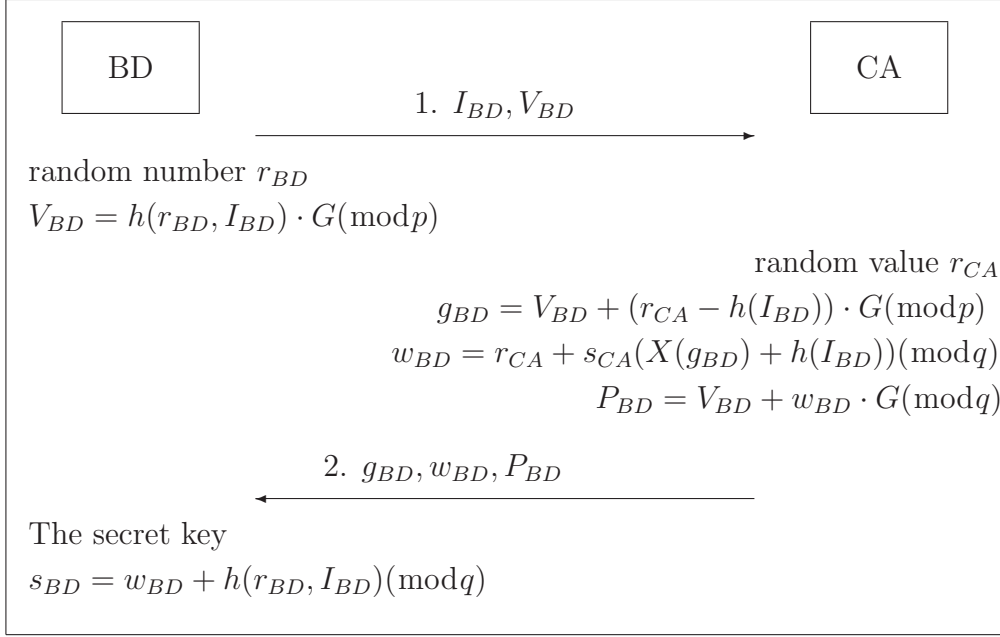 BD
CA
1. I_{BD}, V_{BD}
random number r_{BD}
V_{BD} = h(r_{BD}, I_{BD}) · G(modp)
random value r_{CA}
g_{BD} = V_{BD} + (r_{CA} − h(I_{BD})) · G(modp)
w_{BD} = r_{CA} + s_{CA}(X(g_{BD}) + h(I_{BD}))(modq)
P_{BD} = V_{BD} + w_{BD} · G(modq)
2. g_{BD}, w_{BD}, P_{BD}
The secret key
s_{BD} = w_{BD} + h(r_{BD}, I_{BD})(modq)